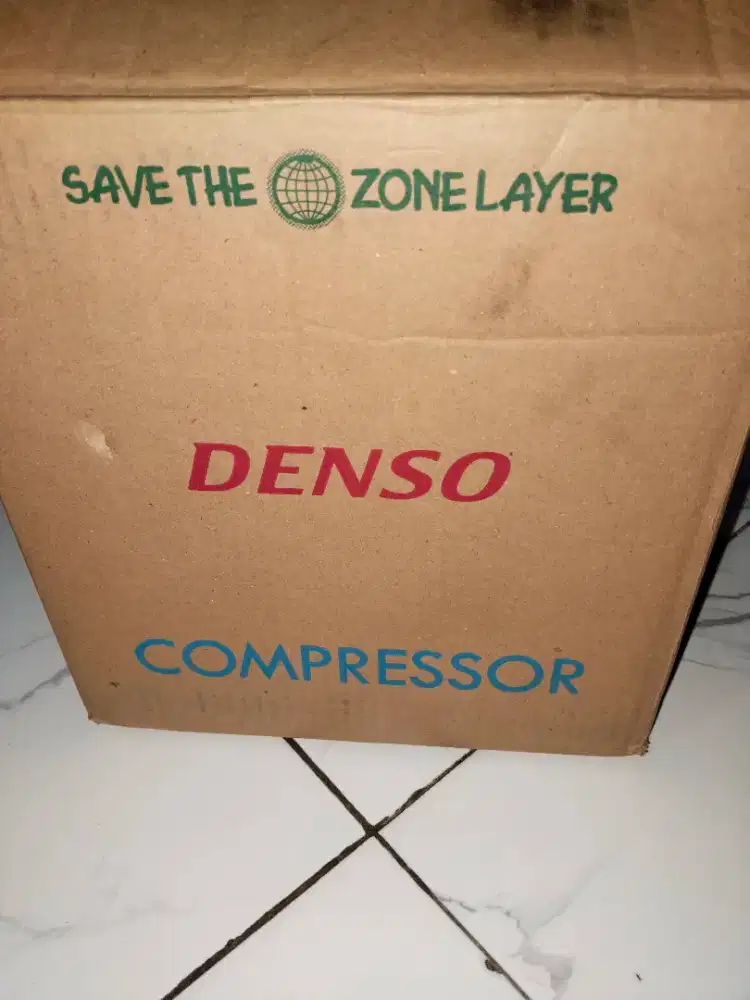 SAVE THE ZONE LAYER
DENSO
COMPRESSOR